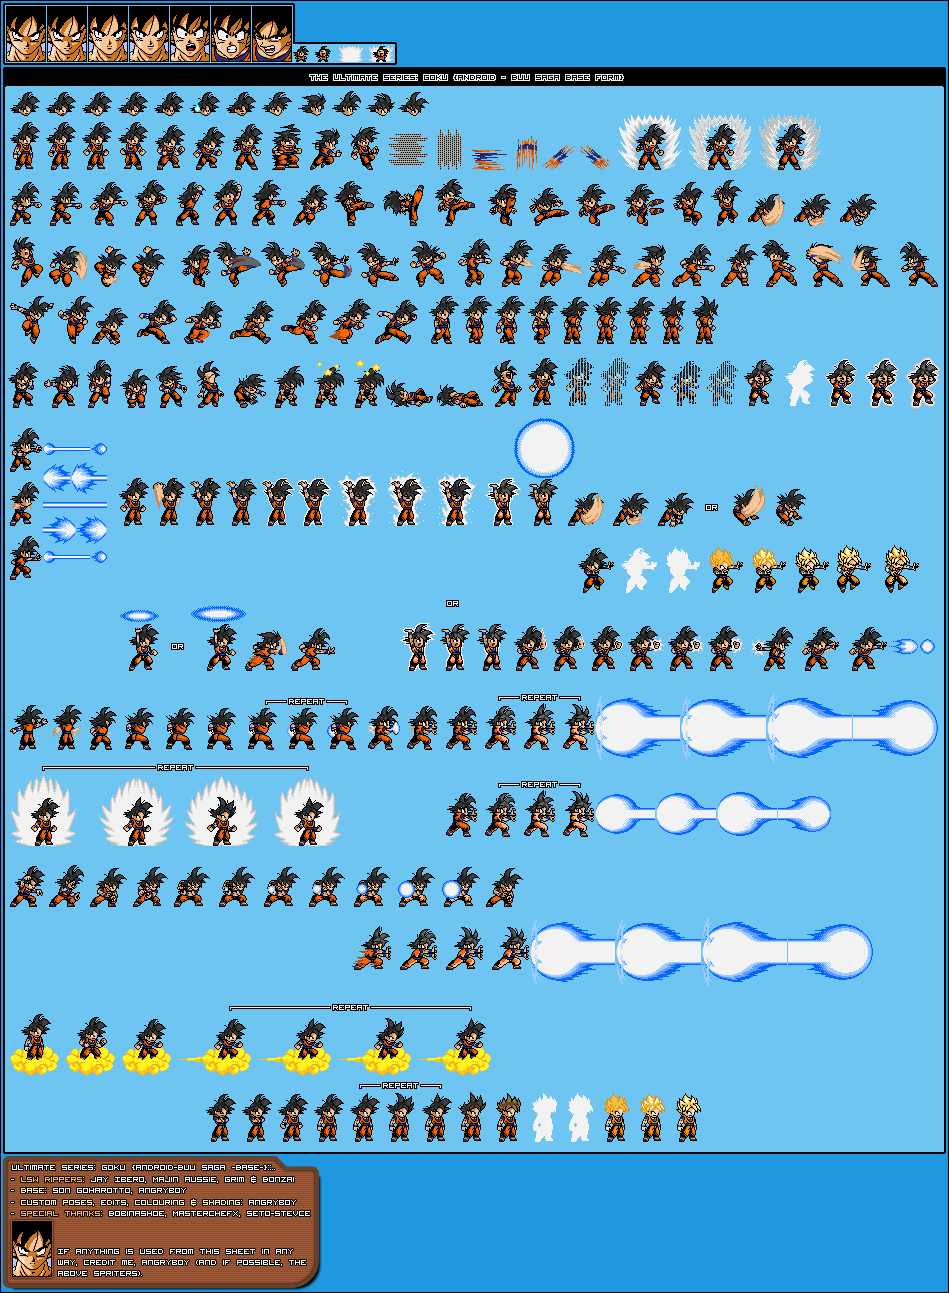 THE ULTIMATE SERIES: GOKU (ANDROID - BUU SAGA BASE FORM)
OR
OR
OR
REPEAT
REPEAT
REPEAT
REPEAT
REPEAT
REPEAT
ULTIMATE SERIES: GOKU (ANDROID-BUU SAGA -BASE-):..
- LSW RIPPERS: JAY IBERO, MAJIN AUSSIE, GRIM & BONZAI
- BASE: SON GOHAROTTO, ANGRYBOY
- CUSTOM POSES, EDITS, COLOURING & SHADING: ANGRYBOY
- SPECIAL THANKS: BOBINASHOE, MASTERCHEFX, SETO-STEVCE
IF ANYTHING IS USED FROM THIS SHEET IN ANY
WAY, CREDIT ME, ANGRYBOY (AND IF POSSIBLE, THE
ABOVE SPRITERS).